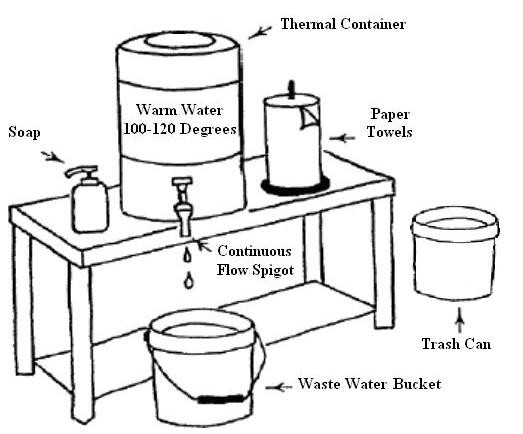 Thermal Container
Warm Water
100-120 Degrees
Paper
Towels
Soap
Continuous
Flow Spigot
Trash Can
Waste Water Bucket